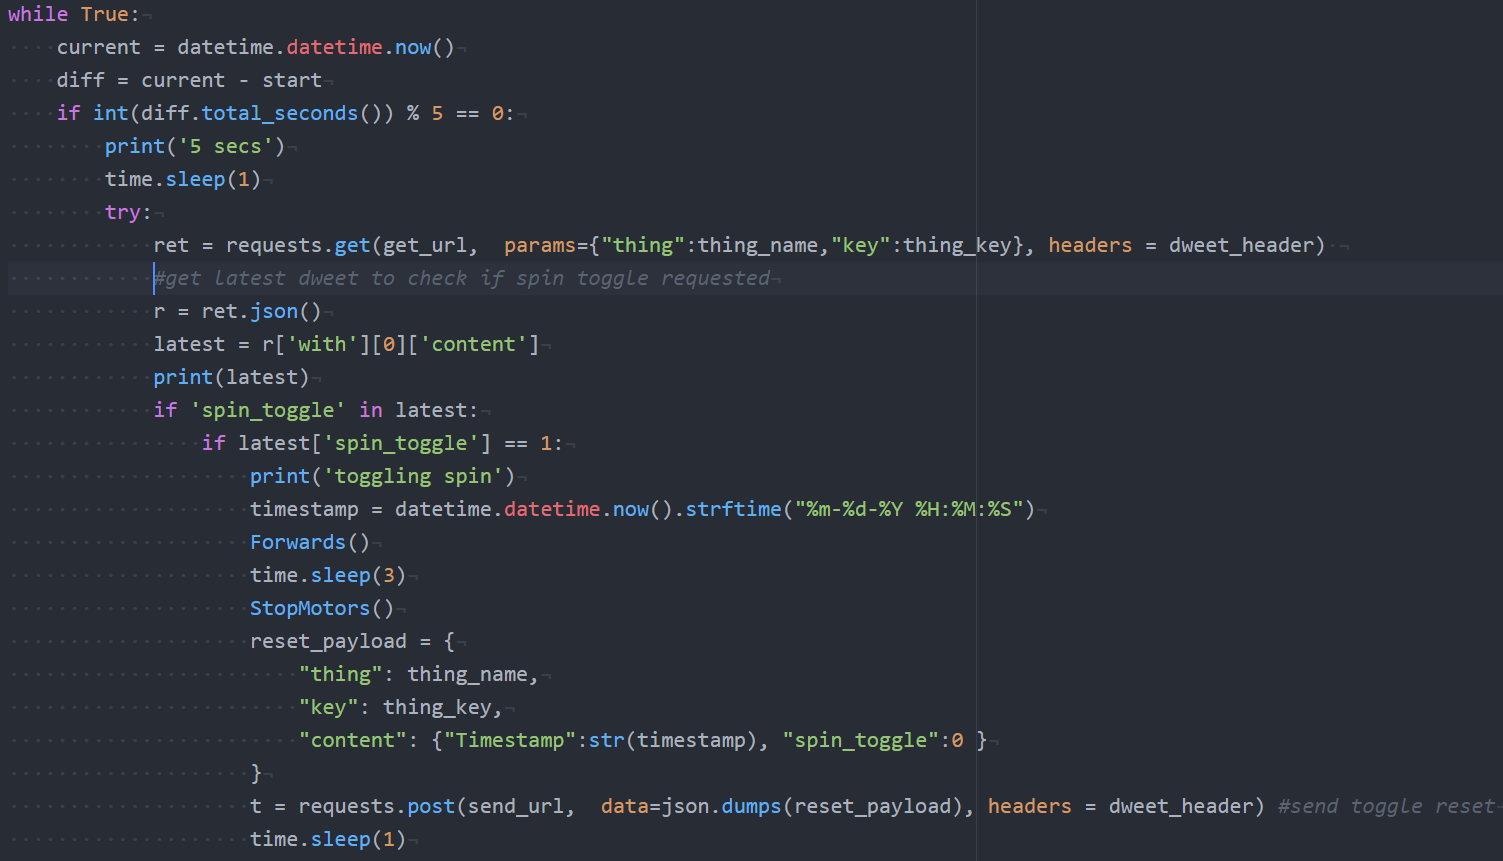 while True:
    current = datetime.datetime.now()
    diff = current - start
    if int(diff.total_seconds()) % 5 == 0:
        print('5 secs')
        time.sleep(1)
        try:
            ret = requests.get(get_url,  params={"thing":thing_name,"key":thing_key}, headers = dweet_header)
            #get latest dweet to check if spin toggle requested
            r = ret.json()
            latest = r['with'][0]['content']
            print(latest)
            if 'spin_toggle' in latest:
                if latest['spin_toggle'] == 1:
                    print('toggling spin')
                    timestamp = datetime.datetime.now().strftime("%m-%d-%Y %H:%M:%S")
                    Forwards()
                    time.sleep(3)
                    StopMotors()
                    reset_payload = {
                        "thing": thing_name,
                        "key": thing_key,
                        "content": {"Timestamp":str(timestamp), "spin_toggle":0 }
                    }
                    t = requests.post(send_url,  data=json.dumps(reset_payload), headers = dweet_header) #send toggle reset
                    time.sleep(1)